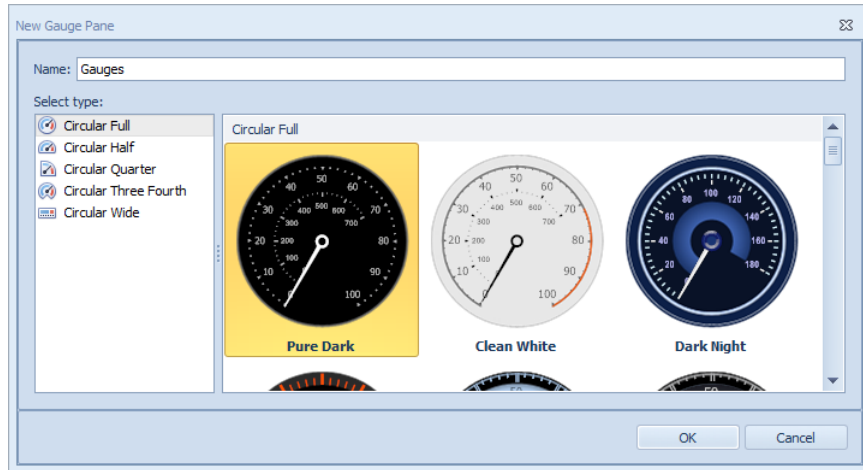 New Gauge Pane
Name: Gauges
Select type:
Circular Full
Circular Half
Circular Quarter
Circular Three Fourth
Circular Wide
Circular Full
0 10 20 30 40 50 60 70 80 90 100
100 200 300 400 500 600 700
Pure Dark
0 10 20 30 40 50 60 70 80 90 100
100 200 300 400 500 600 700
Clean White
0 20 40 60 80 100 120 140 160 180
Dark Night
50
50
OK
Cancel